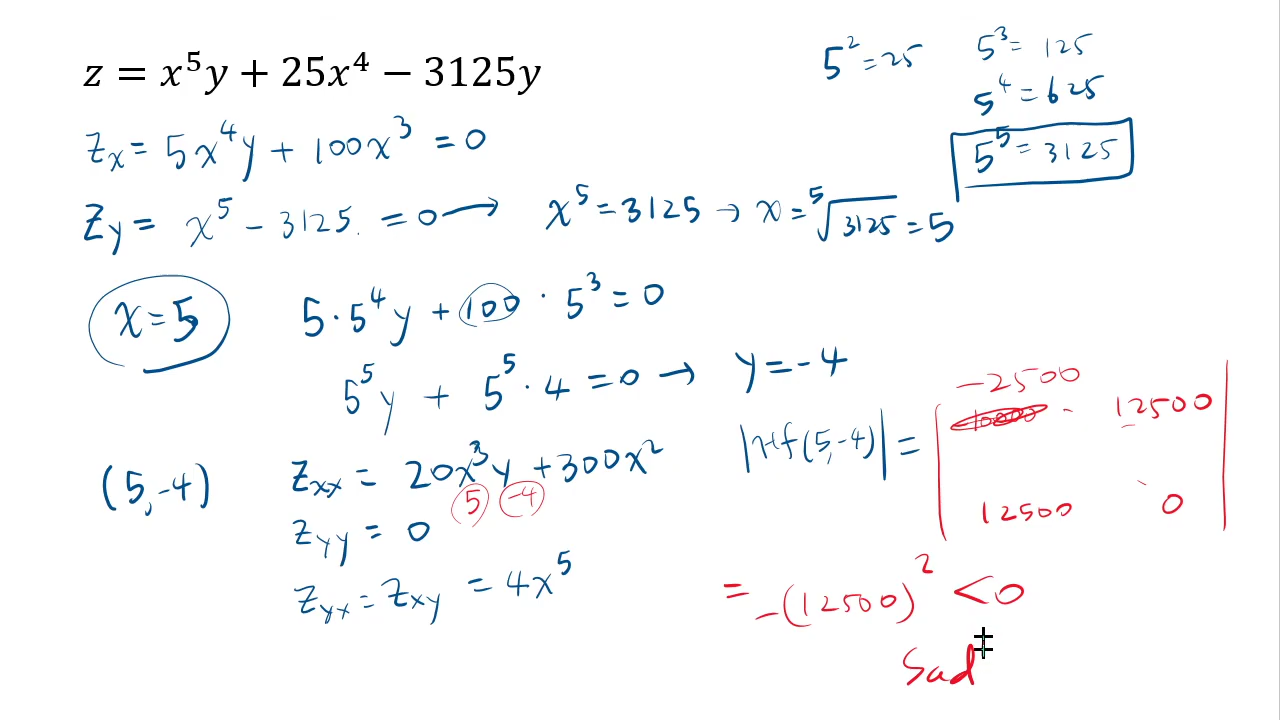 z = x⁵y + 25x⁴ − 3125y
5² = 25
5³ = 125
5⁴ = 625
5⁵ = 3125
Zx = 5x⁴y + 100x³ = 0
Zy = x⁵ − 3125 = 0 → x⁵ = 3125 → x = ⁵√3125 = 5
x = 5
5·5⁴y + 100·5³ = 0
5⁵y + 5⁵·4 = 0 → y = -4
(5,-4)
Zxx = 20x³y + 300x²
5 -4
Zyy = 0
Zyx = Zxy = 4x⁵
|Hf(5,-4)| =
-2500 12500
12500 0
= -(12500)² < 0
Sad